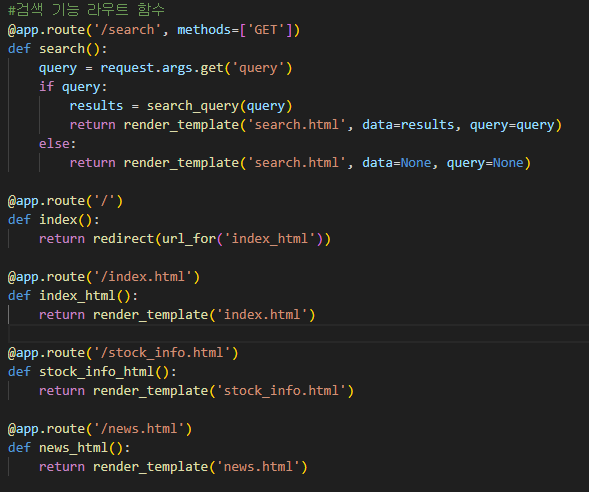 #검색 기능 라우트 함수
@app.route('/search', methods=['GET'])
def search():
    query = request.args.get('query')
    if query:
        results = search_query(query)
        return render_template('search.html', data=results, query=query)
    else:
        return render_template('search.html', data=None, query=None)
@app.route('/')
def index():
    return redirect(url_for('index_html'))
@app.route('/index.html')
def index_html():
    return render_template('index.html')
@app.route('/stock_info.html')
def stock_info_html():
    return render_template('stock_info.html')
@app.route('/news.html')
def news_html():
    return render_template('news.html')